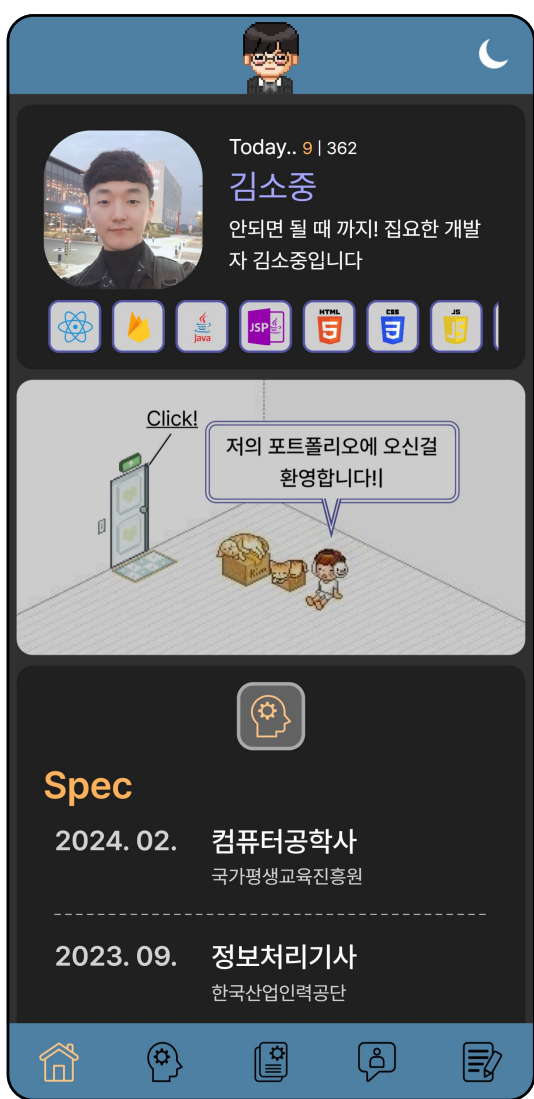 Today.. 9 | 362
김소중
안되면 될 때 까지! 집요한 개발
자 김소중입니다
Java
JSP
HTML
5
CSS
3
JS
JS
Click!
저의 포트폴리오에 오신걸
환영합니다!|
Kim
Spec
2024. 02. 컴퓨터공학사
국가평생교육진흥원
2023. 09. 정보처리기사
한국산업인력공단